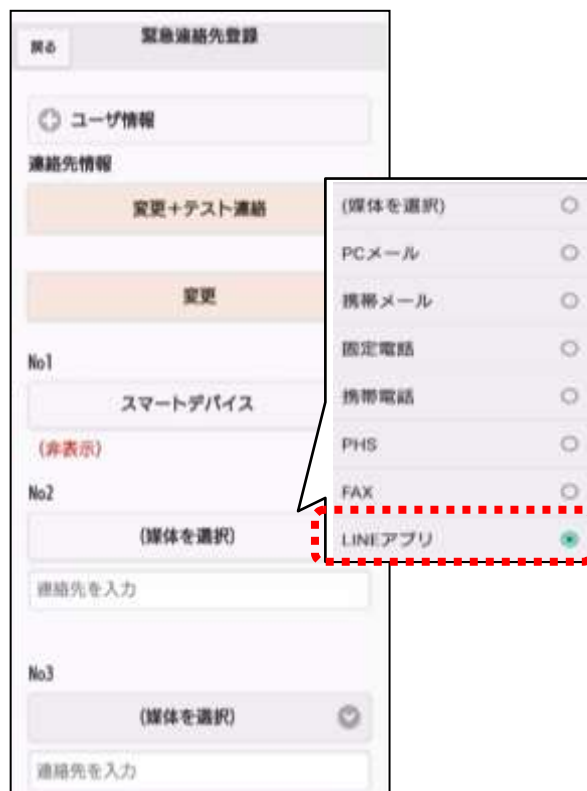 戻る
緊急連絡先登録
ユーザ情報
連絡先情報
変更+テスト連絡
変更
No1
スマートデバイス
(非表示)
No2
(媒体を選択)
連絡先を入力
No3
(媒体を選択)
連絡先を入力
(媒体を選択)
PCメール
携帯メール
固定電話
携帯電話
PHS
FAX
LINEアプリ